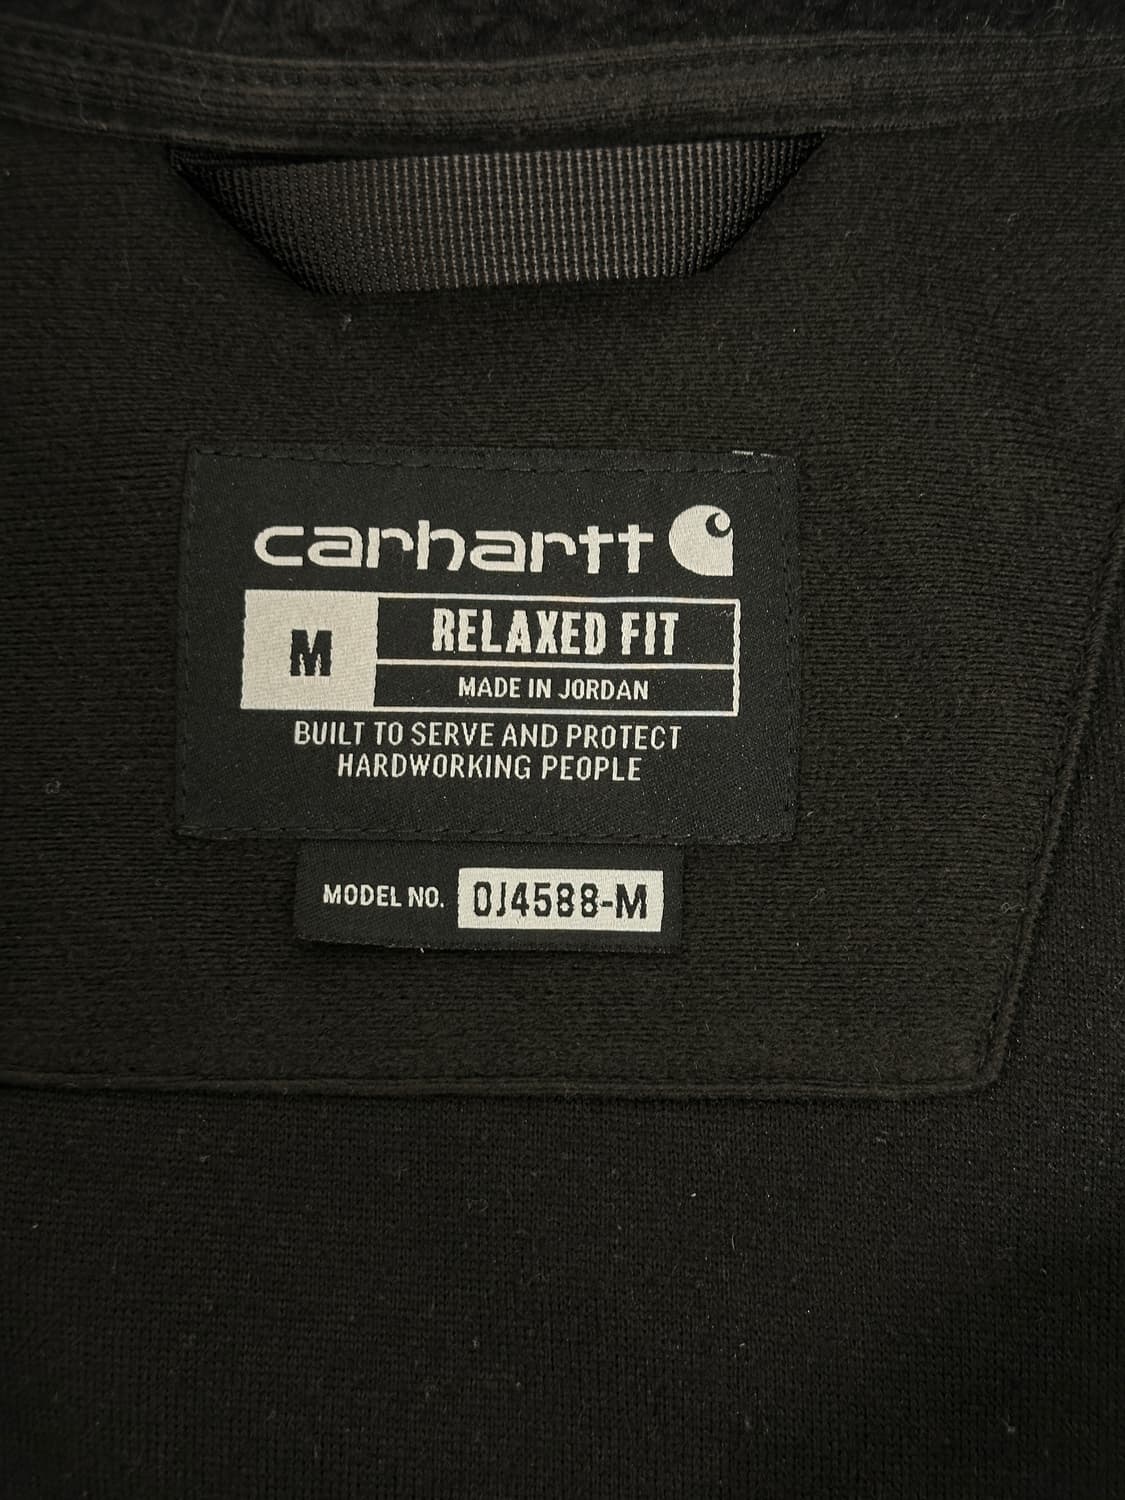 carhartt
M
RELAXED FIT
MADE IN JORDAN
BUILT TO SERVE AND PROTECT
HARDWORKING PEOPLE
MODEL NO. OJ4588-M